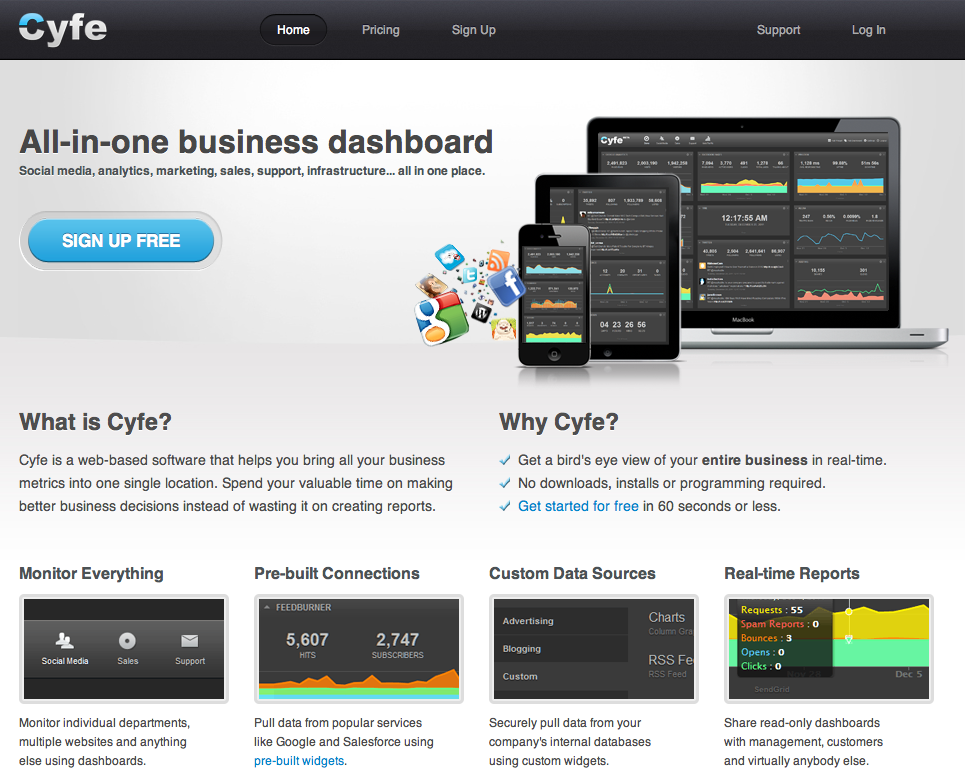 Cyfe
Home Pricing Sign Up Support Log In
All-in-one business dashboard
Social media, analytics, marketing, sales, support, infrastructure... all in one place.
SIGN UP FREE
Cyfe
12:17:55 AM
04 23 26 56
MacBook
What is Cyfe?
Cyfe is a web-based software that helps you bring all your business
metrics into one single location. Spend your valuable time on making
better business decisions instead of wasting it on creating reports.
Why Cyfe?
Get a bird's eye view of your entire business in real-time.
No downloads, installs or programming required.
Get started for free in 60 seconds or less.
Monitor Everything
Social Media Sales Support
Monitor individual departments,
multiple websites and anything
else using dashboards.
Pre-built Connections
FEEDBURNER
5,607 2,747
HITS SUBSCRIBERS
Pull data from popular services
like Google and Salesforce using
pre-built widgets.
Custom Data Sources
Advertising
Blogging
Custom
Charts
Column Gra
RSS Fe
RSS Feed
Securely pull data from your
company's internal databases
using custom widgets.
Real-time Reports
Requests : 55
Spam Reports : 0
Bounces : 3
Opens : 0
Clicks : 0
Nov 28 Dec 5
SendGrid
Share read-only dashboards
with management, customers
and virtually anybody else.